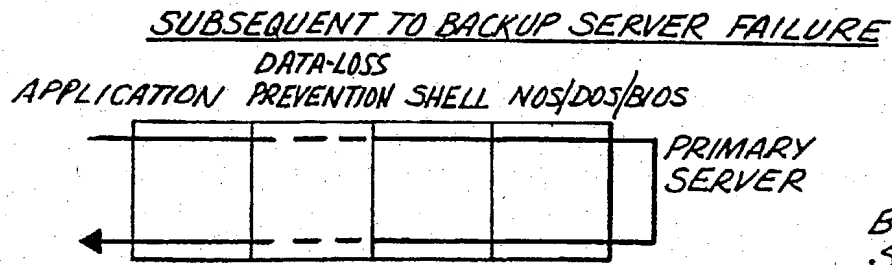 SUBSEQUENT TO BACKUP SERVER FAILURE
DATA-LOSS
APPLICATION PREVENTION SHELL NOS/DOS/BIOS
PRIMARY
SERVER